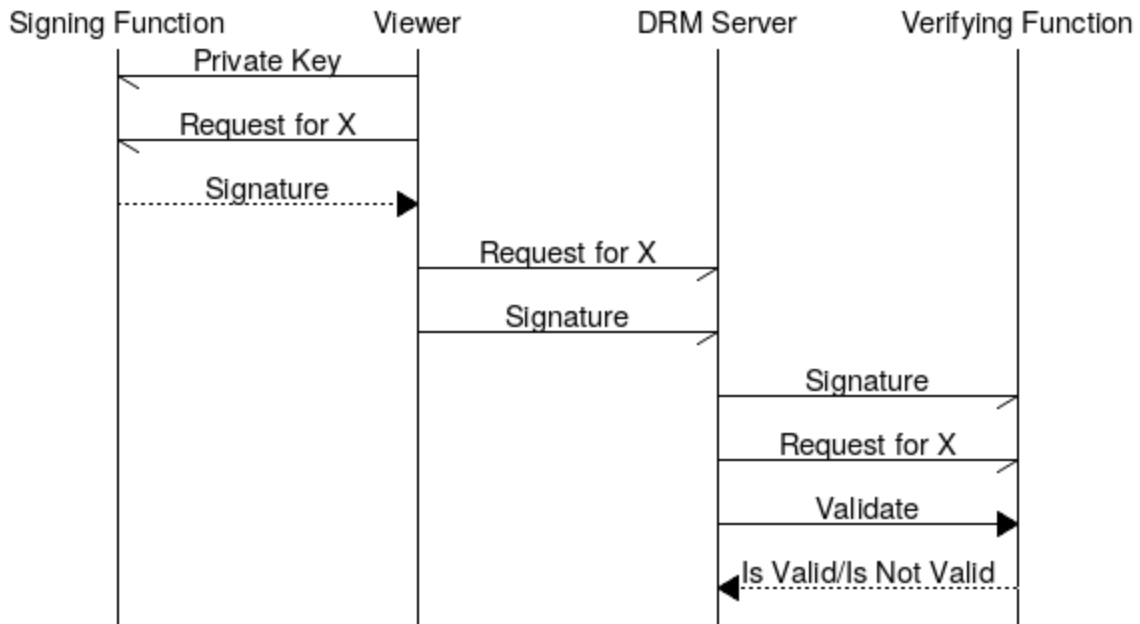 Signing Function Viewer DRM Server Verifying Function
Private Key
Request for X
Signature
Request for X
Signature
Signature
Request for X
Validate
Is Valid/Is Not Valid